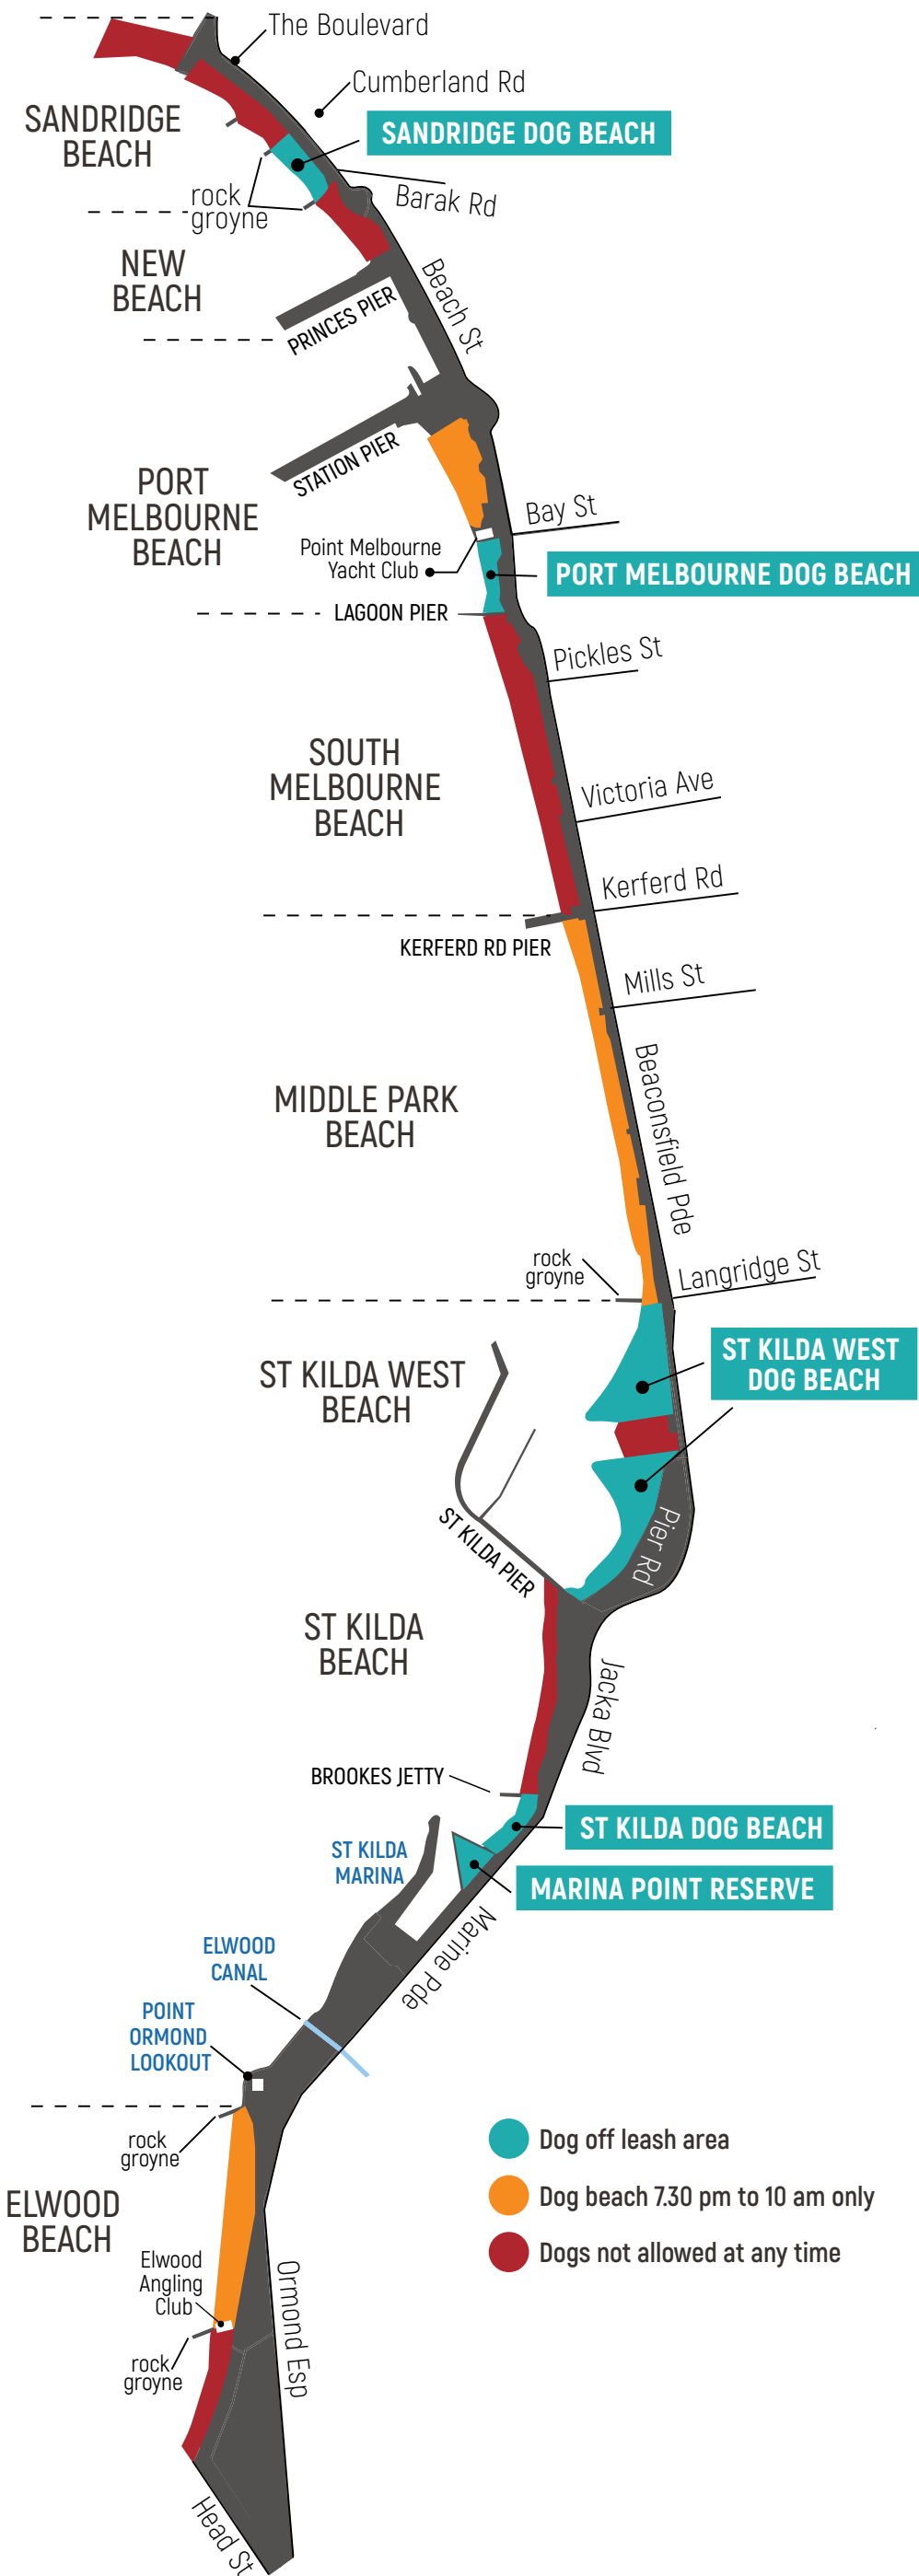 The Boulevard
Cumberland Rd
SANDRIDGE
BEACH
SANDRIDGE DOG BEACH
rock
groyne
Barak Rd
NEW
BEACH
Beach St
PRINCES PIER
STATION PIER
PORT
MELBOURNE
BEACH
Bay St
Point Melbourne
Yacht Club
PORT MELBOURNE DOG BEACH
LAGOON PIER
Pickles St
SOUTH
MELBOURNE
BEACH
Victoria Ave
Kerferd Rd
KERFERD RD PIER
Mills St
Beaconsfield Pde
MIDDLE PARK
BEACH
rock
groyne
Langridge St
ST KILDA WEST
BEACH
ST KILDA WEST
DOG BEACH
ST KILDA PIER
Pier Rd
ST KILDA
BEACH
Jacka Blvd
BROOKES JETTY
ST KILDA DOG BEACH
ST KILDA
MARINA
MARINA POINT RESERVE
Marine Pde
ELWOOD
CANAL
POINT
ORMOND
LOOKOUT
rock
groyne
Dog off leash area
Dog beach 7.30 pm to 10 am only
Dogs not allowed at any time
ELWOOD
BEACH
Elwood
Angling
Club
Ormond Esp
rock
groyne
Head St